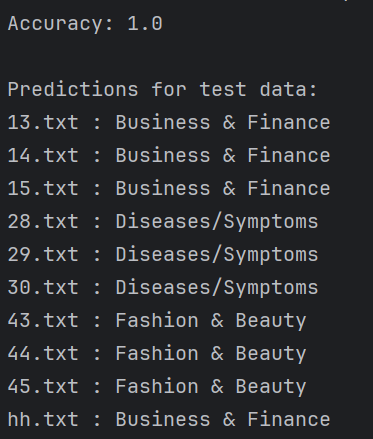 Accuracy: 1.0
Predictions for test data:
13.txt : Business & Finance
14.txt : Business & Finance
15.txt : Business & Finance
28.txt : Diseases/Symptoms
29.txt : Diseases/Symptoms
30.txt : Diseases/Symptoms
43.txt : Fashion & Beauty
44.txt : Fashion & Beauty
45.txt : Fashion & Beauty
hh.txt : Business & Finance